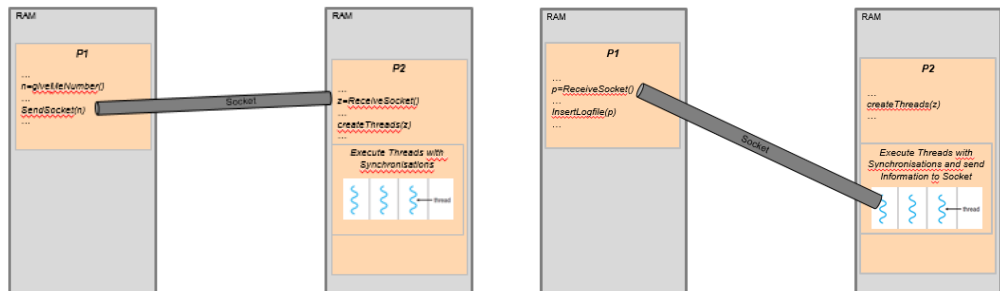 RAM
P1
...
n=giveMeNumber()
...
SendSocket(n)
...
Socket
RAM
P2
...
z=ReceiveSocket()
...
createThreads(z)
...
Execute Threads with
Synchronisations
thread
RAM
P1
...
p=ReceiveSocket()
...
InsertLogfile(p)
...
Socket
RAM
P2
...
createThreads(z)
...
Execute Threads with
Synchronisations and send
Information to Socket
thread